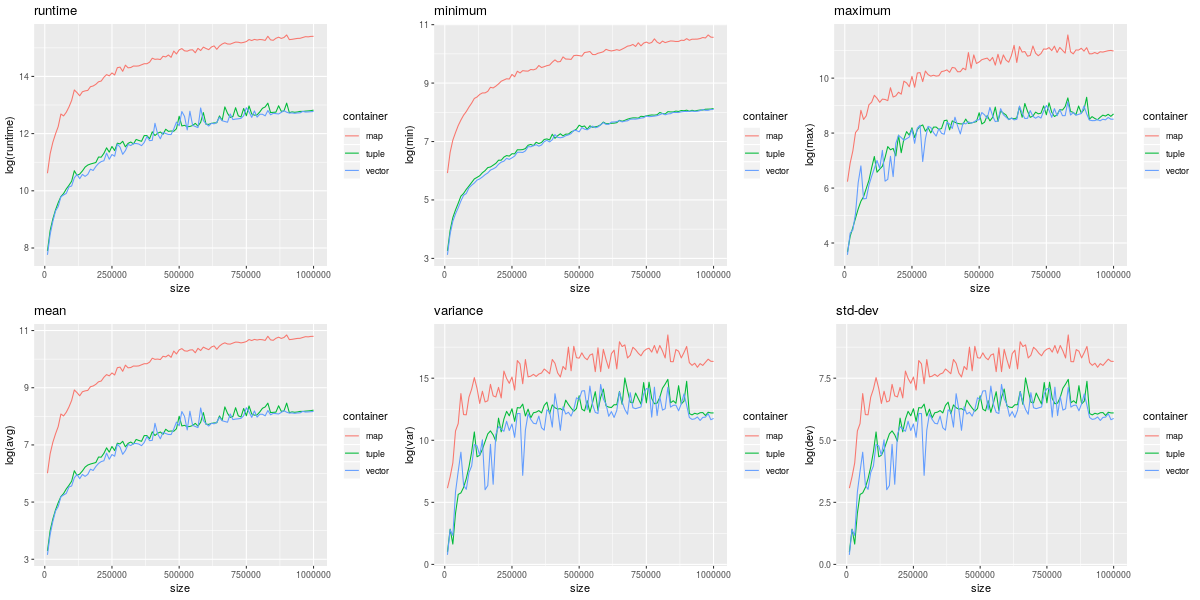 runtime
log(runtime)
14
12
10
8
0
250000
500000
750000
1000000
size
container
map
tuple
vector
minimum
log(min)
11
9
7
5
3
0
250000
500000
750000
1000000
size
container
map
tuple
vector
maximum
log(max)
10
8
6
4
0
250000
500000
750000
1000000
size
container
map
tuple
vector
mean
log(avg)
11
9
7
5
3
0
250000
500000
750000
1000000
size
container
map
tuple
vector
variance
log(var)
15
10
5
0
0
250000
500000
750000
1000000
size
container
map
tuple
vector
std-dev
log(dev)
7.5
5.0
2.5
0.0
0
250000
500000
750000
1000000
size
container
map
tuple
vector